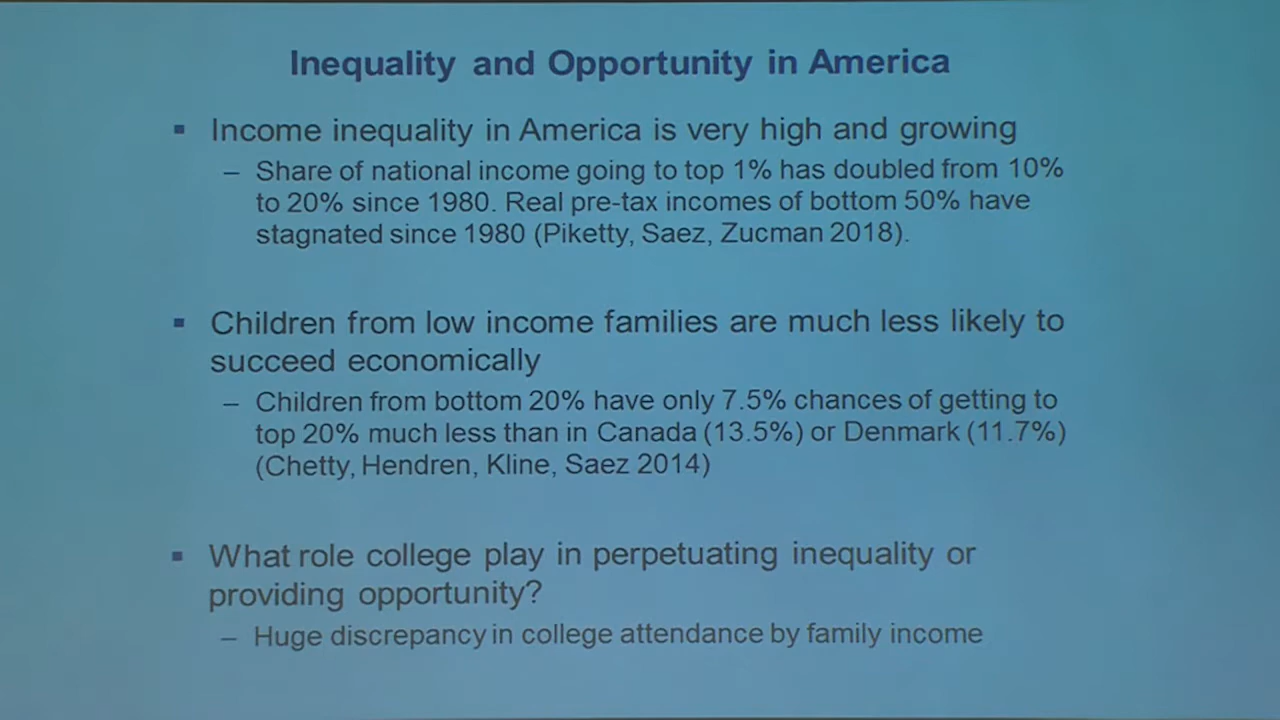 Inequality and Opportunity in America
▪ Income inequality in America is very high and growing
– Share of national income going to top 1% has doubled from 10%
to 20% since 1980. Real pre-tax incomes of bottom 50% have
stagnated since 1980 (Piketty, Saez, Zucman 2018).
▪ Children from low income families are much less likely to
succeed economically
– Children from bottom 20% have only 7.5% chances of getting to
top 20% much less than in Canada (13.5%) or Denmark (11.7%)
(Chetty, Hendren, Kline, Saez 2014)
▪ What role college play in perpetuating inequality or
providing opportunity?
– Huge discrepancy in college attendance by family income